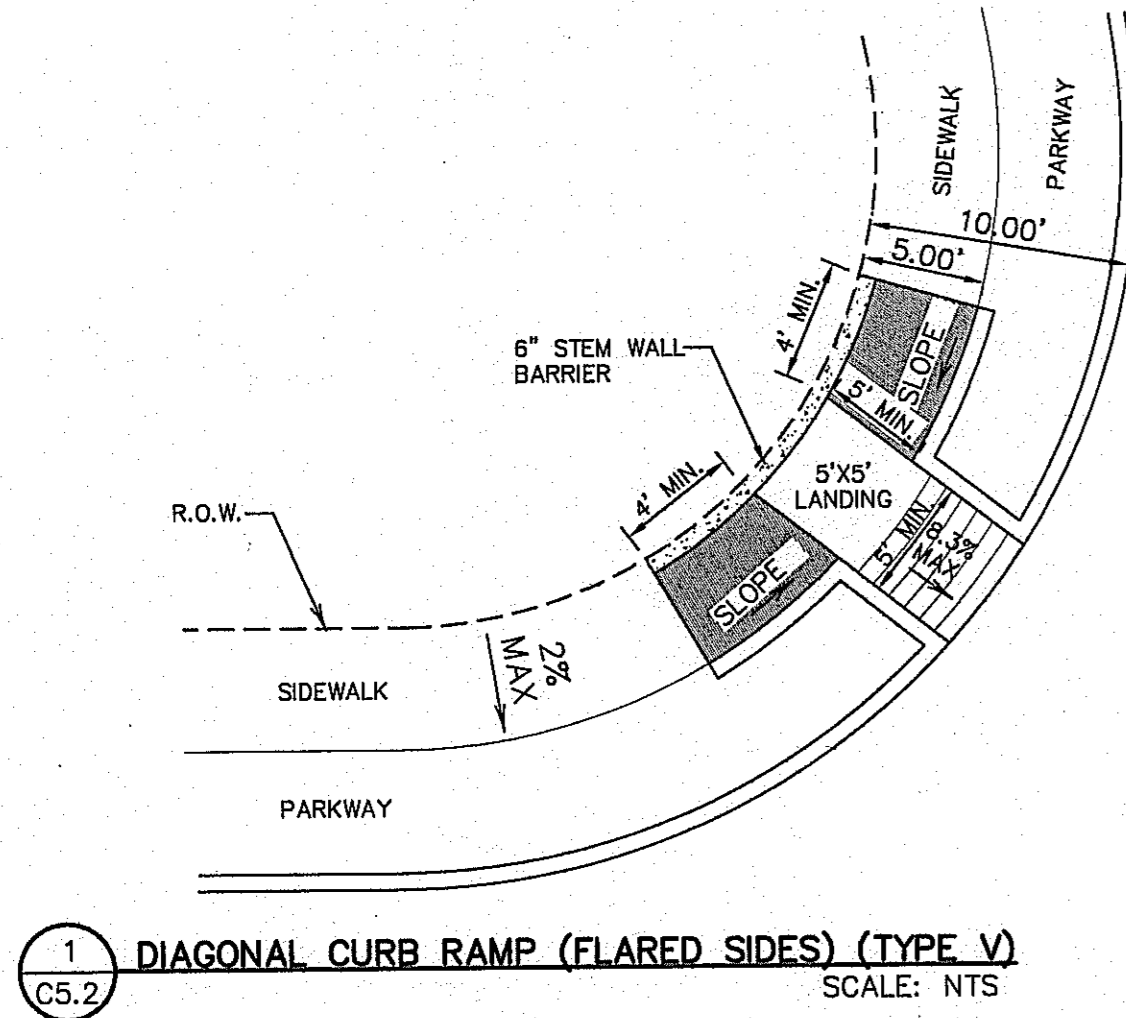 SIDEWALK
PARKWAY
10.00'
5.00'
4' MIN.
6" STEM WALL
BARRIER
SLOPE
5' MIN.
5'X5'
LANDING
4' MIN.
R.O.W.
5' MIN.
8.3%
MAX
SLOPE
2%
MAX
SIDEWALK
PARKWAY
1
C5.2
DIAGONAL CURB RAMP (FLARED SIDES) (TYPE V)
SCALE: NTS